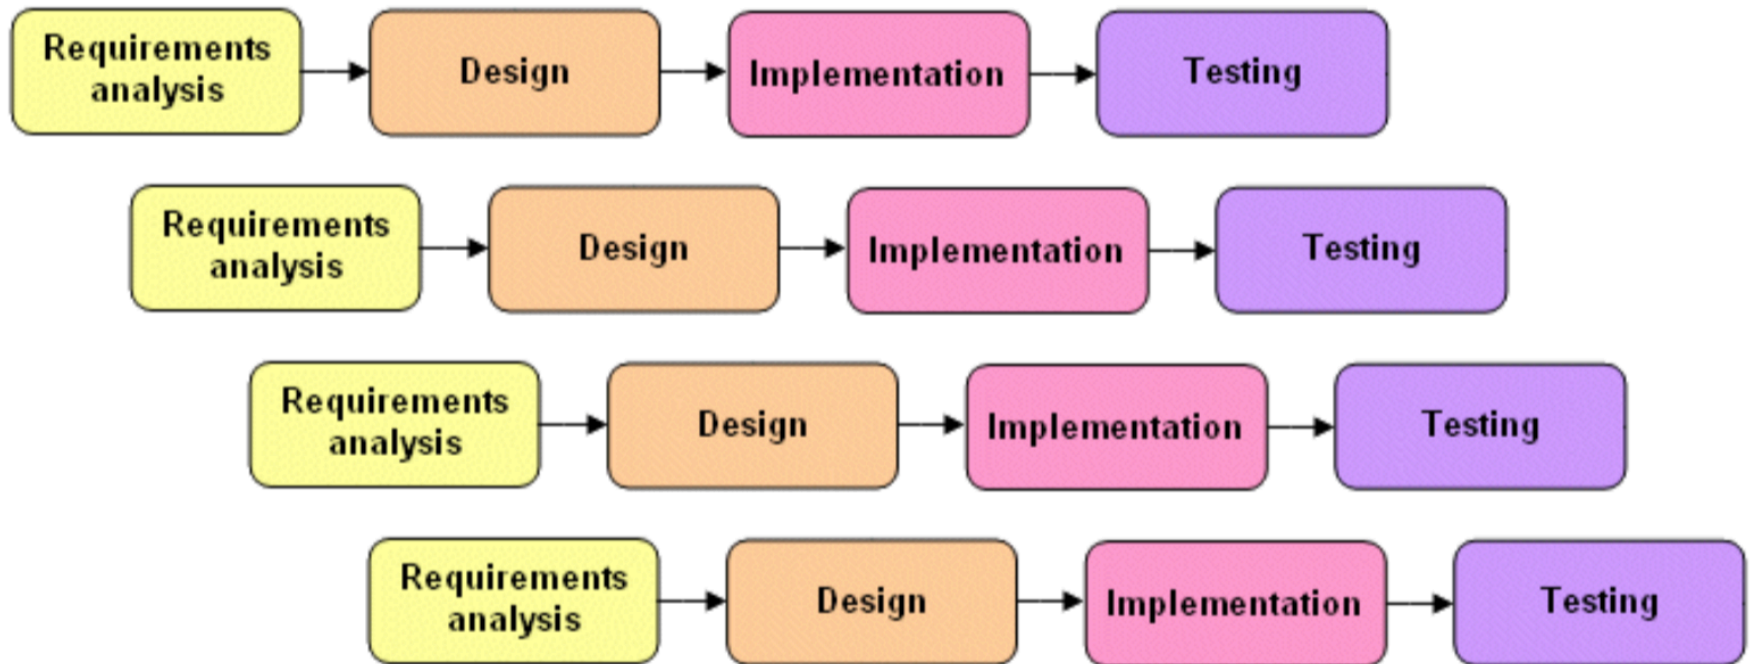 Requirements
analysis
Design
Implementation
Testing
Requirements
analysis
Design
Implementation
Testing
Requirements
analysis
Design
Implementation
Testing
Requirements
analysis
Design
Implementation
Testing